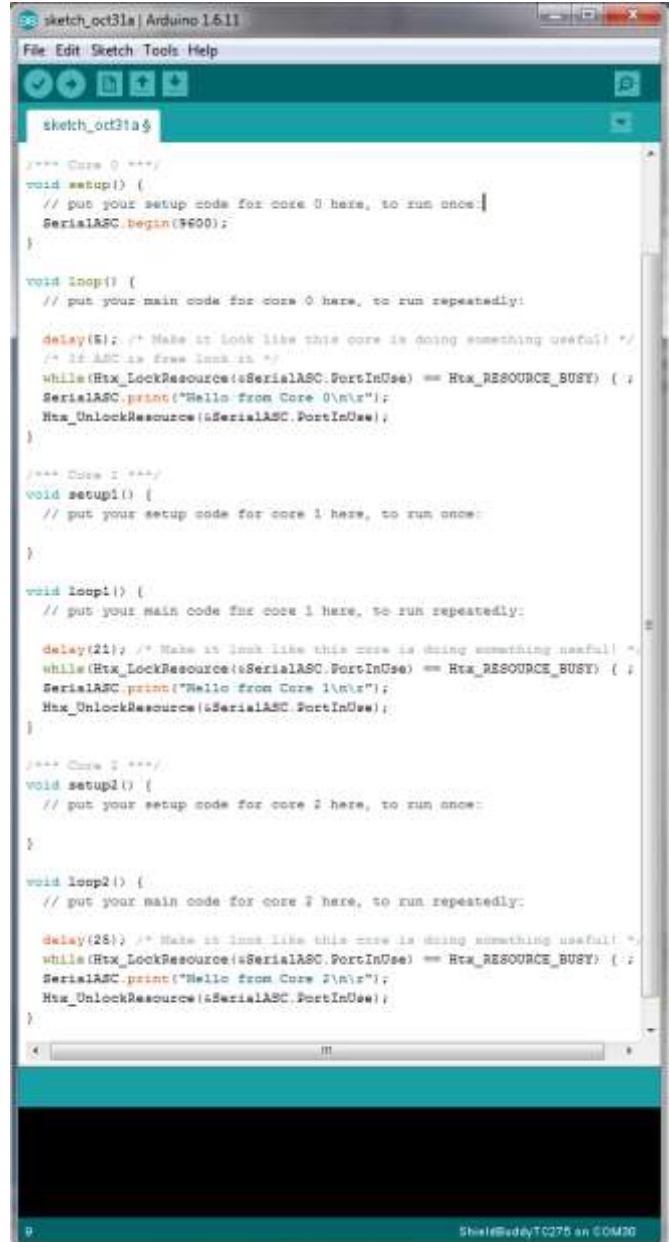 sketch_oct31a | Arduino 1.6.11
File Edit Sketch Tools Help
sketch_oct31a §
/*** Core 0 ***/
void setup() {
// put your setup code for core 0 here, to run once:
SerialASC.begin(9600);
}
void loop() {
// put your main code for core 0 here, to run repeatedly:
delay(5); /* Make it look like this core is doing something useful! */
/* If ASC is free lock it */
while(Htx_LockResource(&SerialASC.PortInUse) == Htx_RESOURCE_BUSY) { ;
SerialASC.print("Hello from Core 0\n\r");
Htx_UnlockResource(&SerialASC.PortInUse);
}
/*** Core 1 ***/
void setup1() {
// put your setup code for core 1 here, to run once:
}
void loop1() {
// put your main code for core 1 here, to run repeatedly:
delay(21); /* Make it look like this core is doing something useful! *
while(Htx_LockResource(&SerialASC.PortInUse) == Htx_RESOURCE_BUSY) { ;
SerialASC.print("Hello from Core 1\n\r");
Htx_UnlockResource(&SerialASC.PortInUse);
}
/*** Core 2 ***/
void setup2() {
// put your setup code for core 2 here, to run once:
}
void loop2() {
// put your main code for core 2 here, to run repeatedly:
delay(25); /* Make it look like this core is doing something useful! *
while(Htx_LockResource(&SerialASC.PortInUse) == Htx_RESOURCE_BUSY) { ;
SerialASC.print("Hello from Core 2\n\r");
Htx_UnlockResource(&SerialASC.PortInUse);
}
ShieldBuddyTC275 on COM30